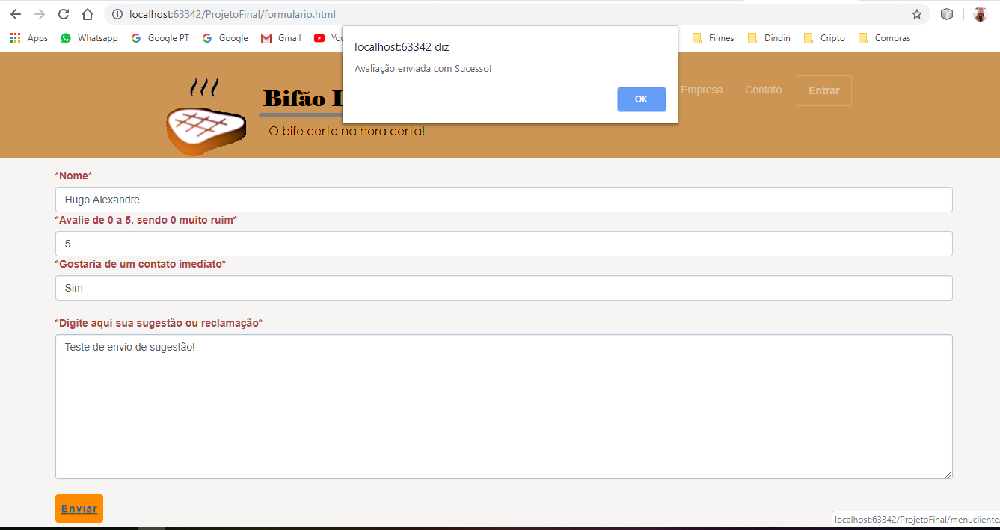 localhost:63342/ProjetoFinal/formulario.html
Apps Whatsapp Google PT Google Gmail Filmes Dindin Cripto Compras
localhost:63342 diz
Avaliação enviada com Sucesso!
OK
Bifão
O bife certo na hora certa!
Empresa Contato Entrar
*Nome*
Hugo Alexandre
*Avalie de 0 a 5, sendo 0 muito ruim*
5
*Gostaria de um contato imediato*
Sim
*Digite aqui sua sugestão ou reclamação*
Teste de envio de sugestão!
Enviar
localhost:63342/ProjetoFinal/menucliente.